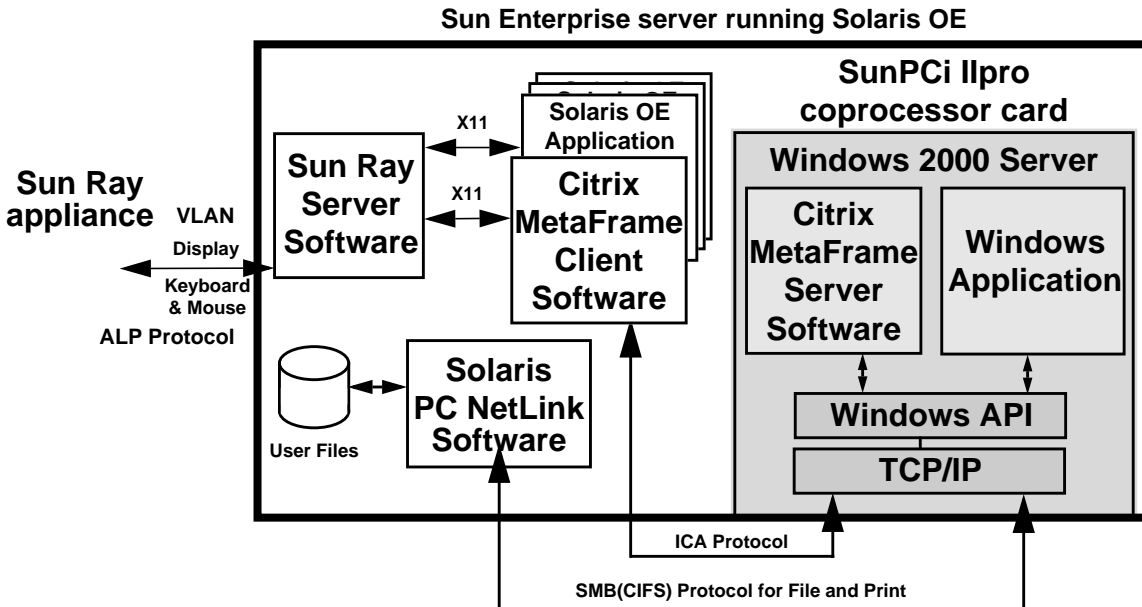 Sun Enterprise server running Solaris OE
SunPCi IIpro
coprocessor card
Solaris OE
Application
X11
Sun Ray
Server
Software
X11
Citrix
MetaFrame
Client
Software
Windows 2000 Server
Citrix
MetaFrame
Server
Software
Windows
Application
Sun Ray
appliance
VLAN
Display
Keyboard
& Mouse
ALP Protocol
Solaris
PC NetLink
Software
User Files
Windows API
TCP/IP
ICA Protocol
SMB(CIFS) Protocol for File and Print